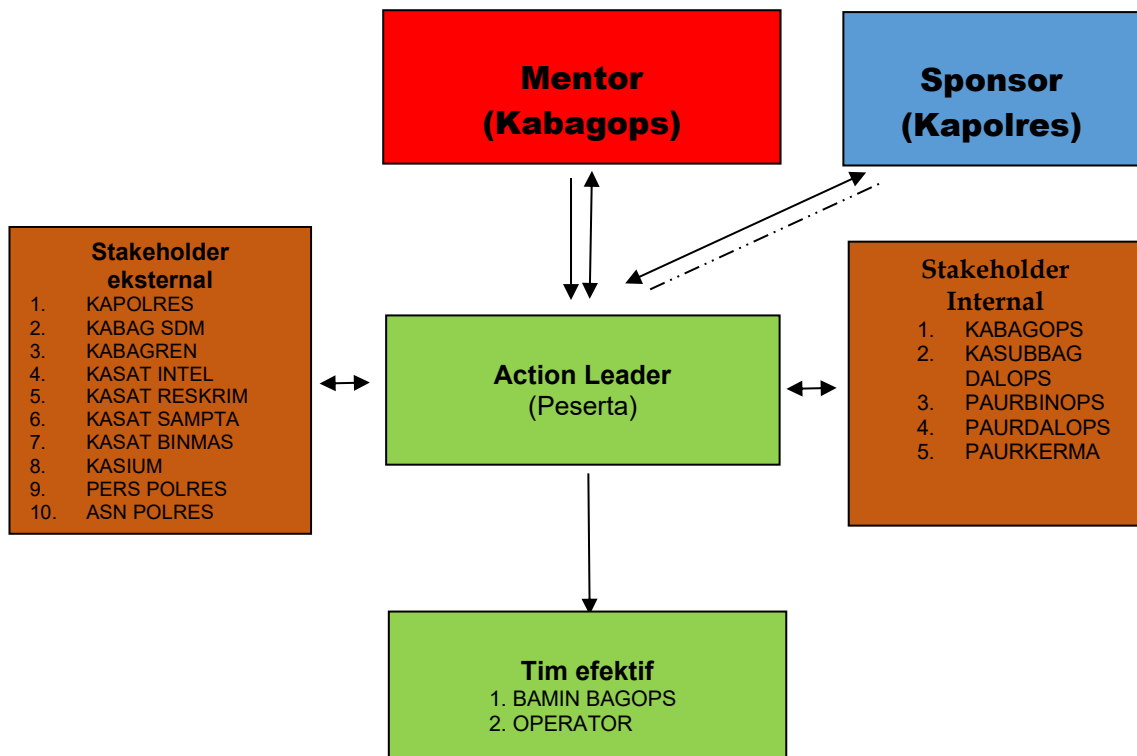 Mentor
(Kabagops)
Sponsor
(Kapolres)
Stakeholder
eksternal
1. KAPOLRES
2. KABAG SDM
3. KABAGREN
4. KASAT INTEL
5. KASAT RESKRIM
6. KASAT SAMPTA
7. KASAT BINMAS
8. KASIUM
9. PERS POLRES
10. ASN POLRES
Action Leader
(Peserta)
Stakeholder
Internal
1. KABAGOPS
2. KASUBBAG
DALOPS
3. PAURBINOPS
4. PAURDALOPS
5. PAURKERMA
Tim efektif
1. BAMIN BAGOPS
2. OPERATOR